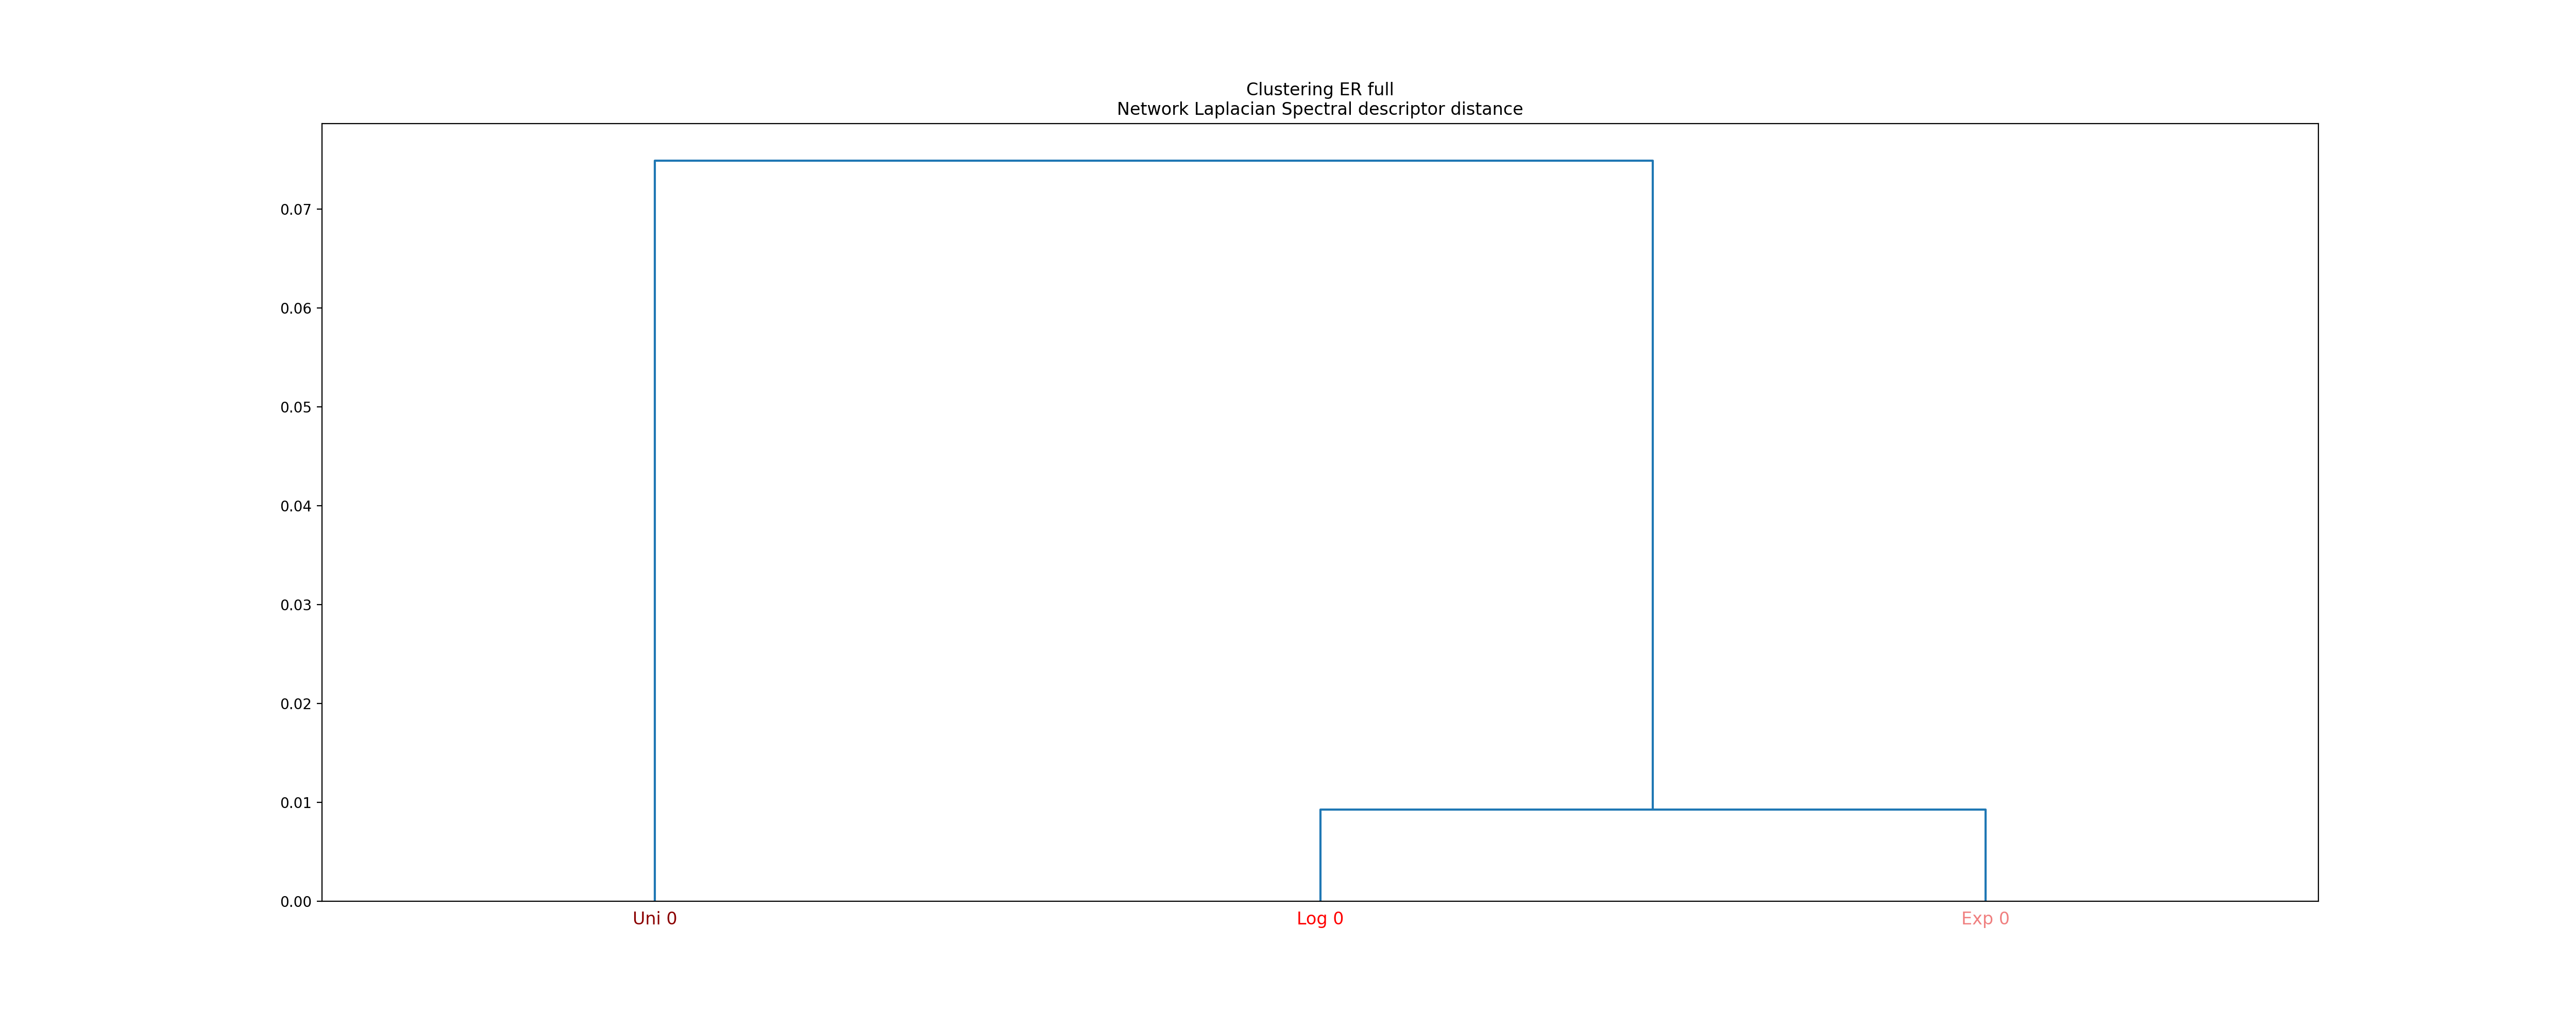 Clustering ER full
Network Laplacian Spectral descriptor distance
0.07
0.06
0.05
0.04
0.03
0.02
0.01
0.00
Uni 0
Log 0
Exp 0